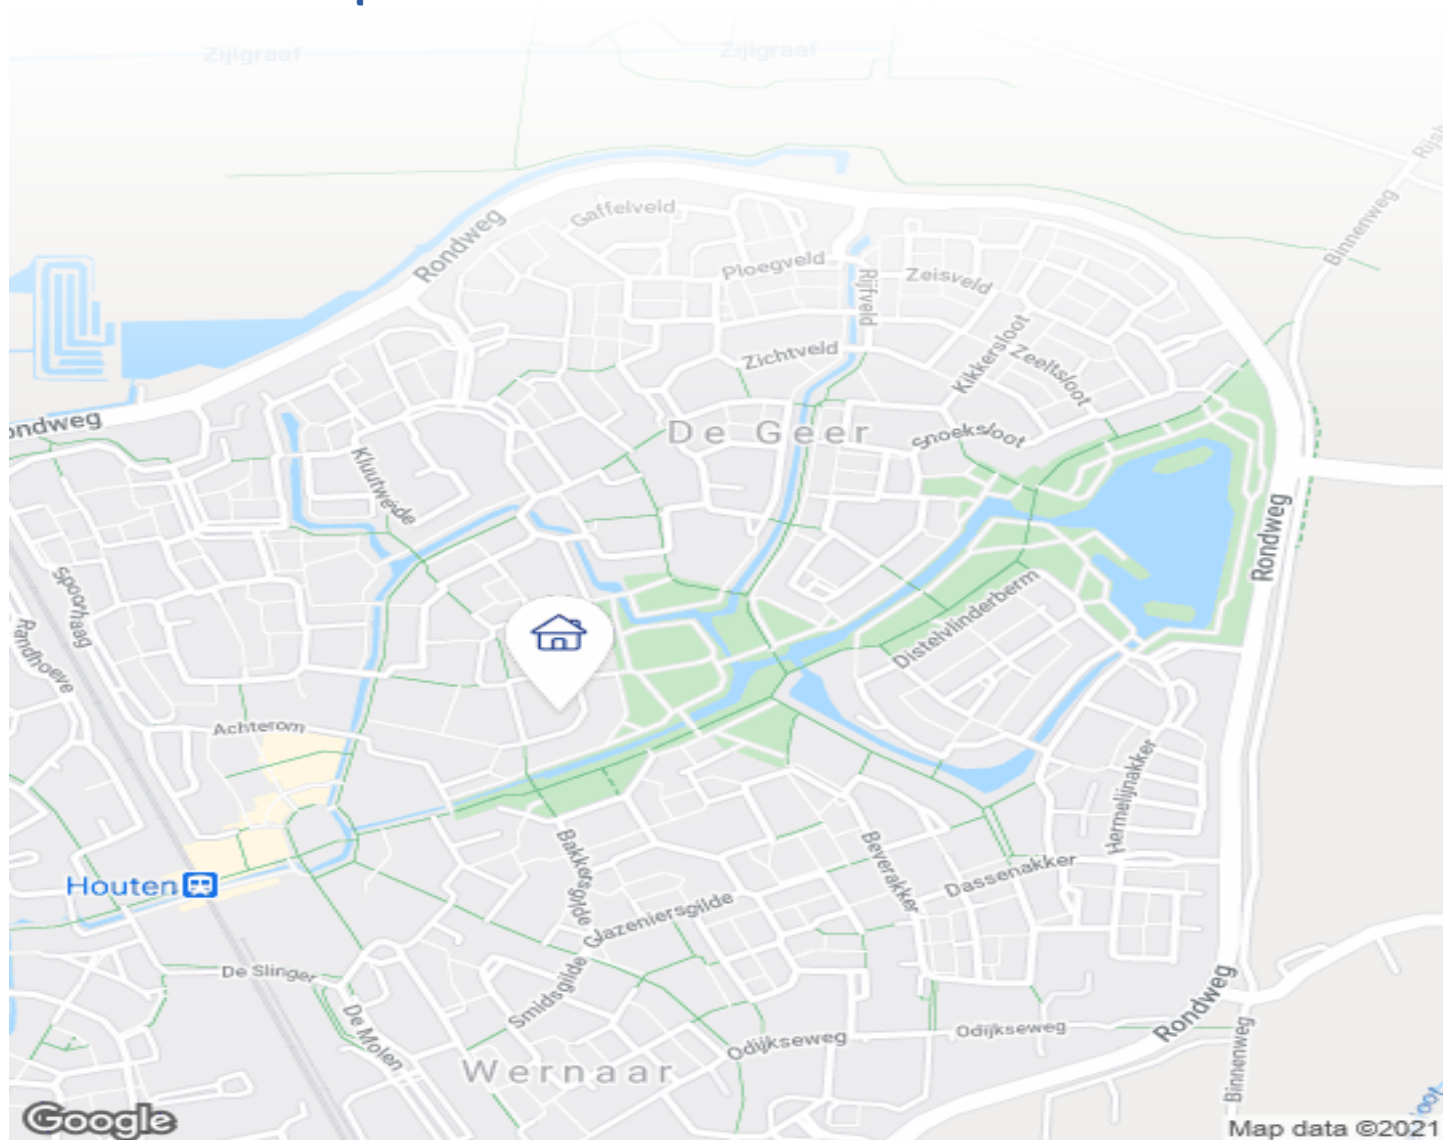 Zijlgraaf
Zijlgraaf
Rijsb
Binnenweg
Gaffelveld
Rondweg
Ploegveld
Rijfveld
Zeisveld
Zichtveld
Kikkersloot
Zeeltsloot
Rondweg
De Geer
Snoeksloot
Kluutweide
Rondweg
Spoorhaag
Randhoeve
Distelvlinderberm
Achterom
Hermelijnakker
Bakkersgilde
Beverakker
Dassenakker
Houten
Glazeniersgilde
De Slinger
Smidsgilde
De Molen
Rondweg
Odijkseweg
Odijkseweg
Binnenweg
Wernaar
Google
Map data ©2021